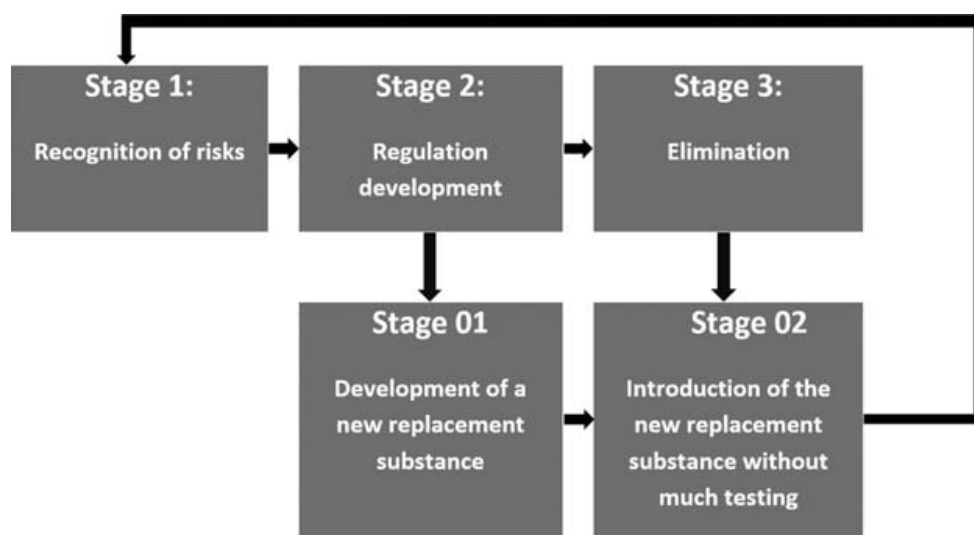 Stage 1:
Recognition of risks
Stage 2:
Regulation
development
Stage 3:
Elimination
Stage 01
Development of a
new replacement
substance
Stage 02
Introduction of the
new replacement
substance without
much testing